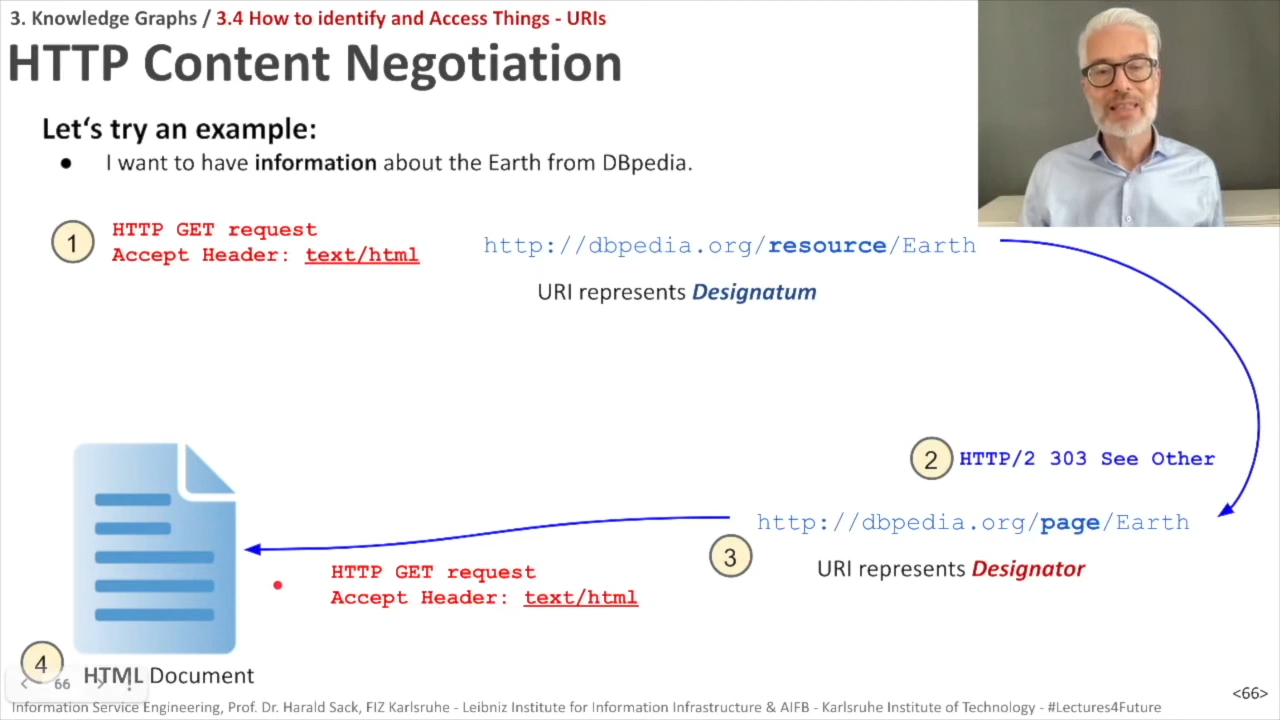 3. Knowledge Graphs / 3.4 How to identify and Access Things - URIs
HTTP Content Negotiation
Let‘s try an example:
● I want to have information about the Earth from DBpedia.
1
HTTP GET request
Accept Header: text/html
http://dbpedia.org/resource/Earth
URI represents Designatum
2
HTTP/2 303 See Other
http://dbpedia.org/page/Earth
3
URI represents Designator
HTTP GET request
Accept Header: text/html
4
HTML Document
66
<66>
Information Service Engineering, Prof. Dr. Harald Sack, FIZ Karlsruhe - Leibniz Institute for Information Infrastructure & AIFB - Karlsruhe Institute of Technology - #Lectures4Future